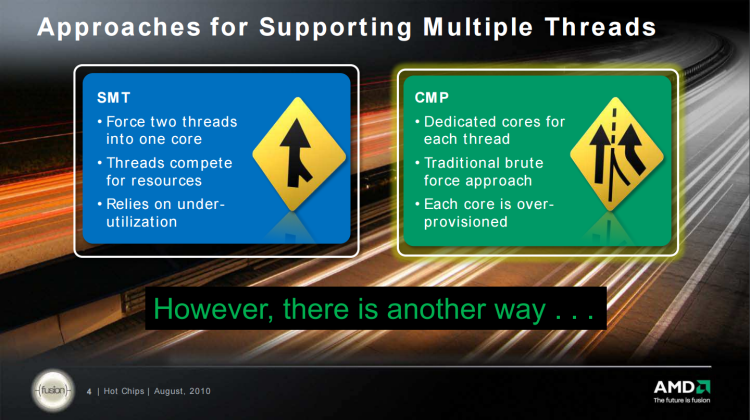 Approaches for Supporting Multiple Threads
SMT
• Force two threads
into one core
• Threads compete
for resources
• Relies on under-
utilization
CMP
• Dedicated cores for
each thread
• Traditional brute
force approach
• Each core is over-
provisioned
However, there is another way . . .
fusion
4 | Hot Chips | August, 2010
AMD
The future is fusion